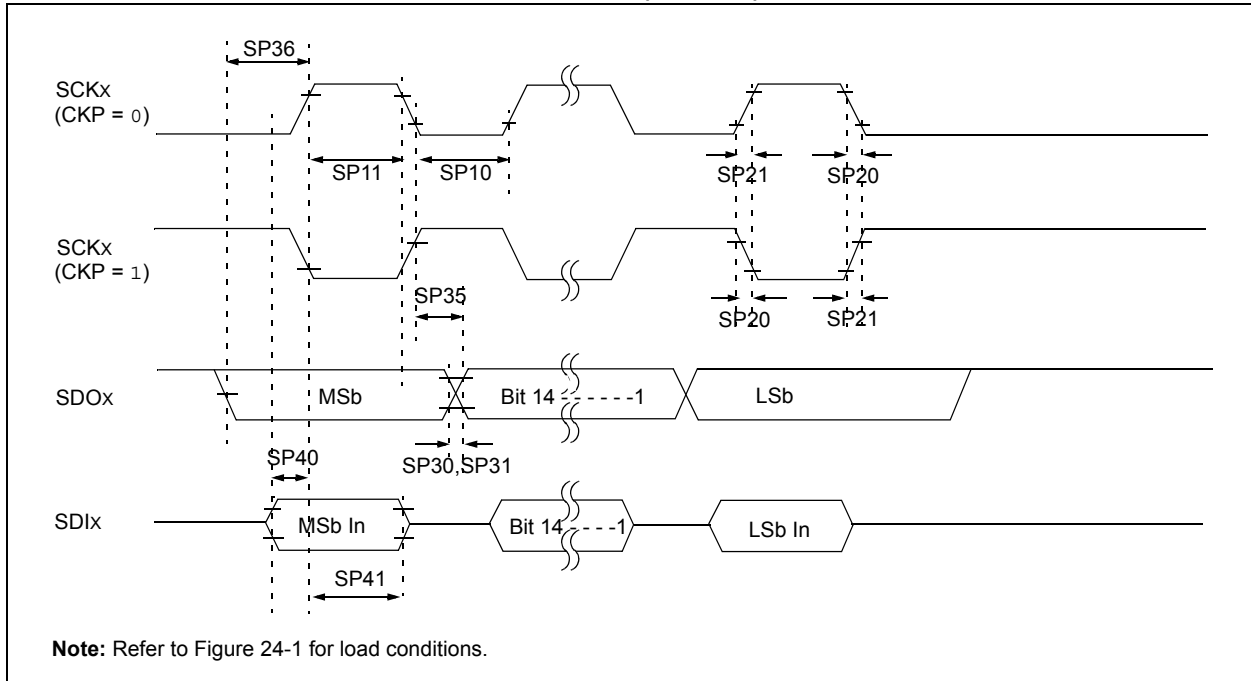 SP36
SCKx
(CKP = 0)
SP11
SP10
SP21
SP20
SCKx
(CKP = 1)
SP35
SP20
SP21
SDOx
MSb
Bit 14 - - - - - -1
LSb
SP40
SP30,SP31
SDIx
MSb In
Bit 14 - - - -1
LSb In
SP41
Note: Refer to Figure 24-1 for load conditions.